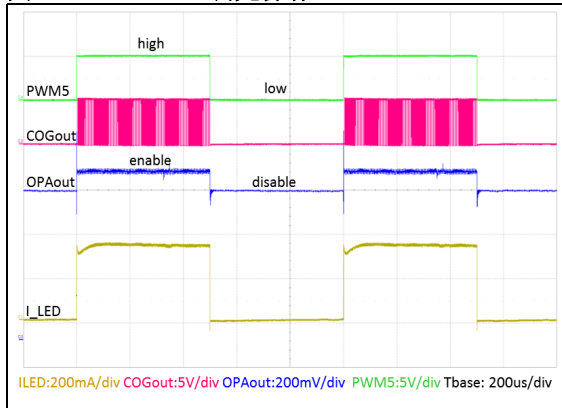 high
PWM5
low
COGout
enable
OPAout
disable
I_LED
ILED:200mA/div COGout:5V/div OPAout:200mV/div PWM5:5V/div Tbase: 200us/div